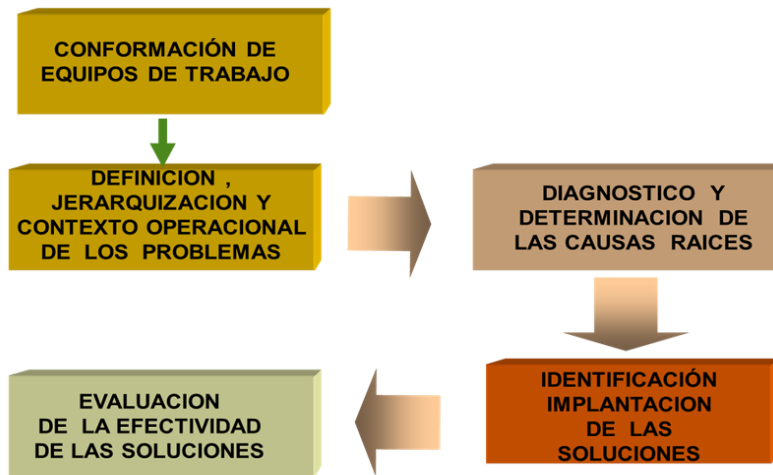 CONFORMACIÓN DE
EQUIPOS DE TRABAJO
DEFINICION ,
JERARQUIZACION Y
CONTEXTO OPERACIONAL
DE LOS PROBLEMAS
DIAGNOSTICO Y
DETERMINACION DE
LAS CAUSAS RAICES
IDENTIFICACIÓN
IMPLANTACION
DE LAS
SOLUCIONES
EVALUACION
DE LA EFECTIVIDAD
DE LAS SOLUCIONES